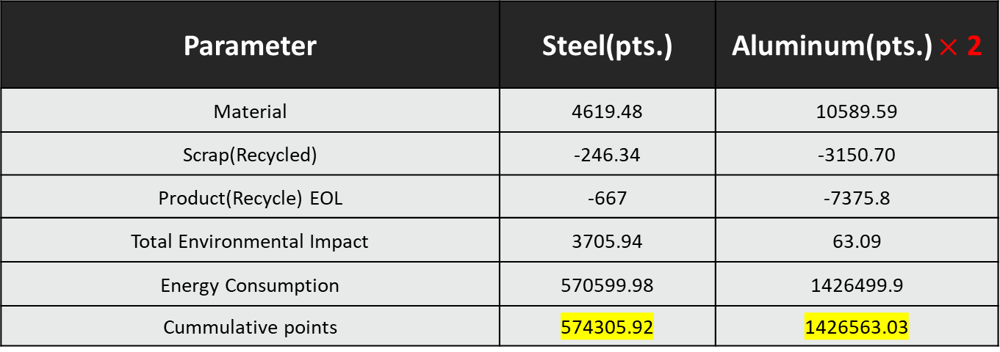 Parameter Steel(pts.) Aluminum(pts.) × 2
Material 4619.48 10589.59
Scrap(Recycled) -246.34 -3150.70
Product(Recycle) EOL -667 -7375.8
Total Environmental Impact 3705.94 63.09
Energy Consumption 570599.98 1426499.9
Cummulative points 574305.92 1426563.03